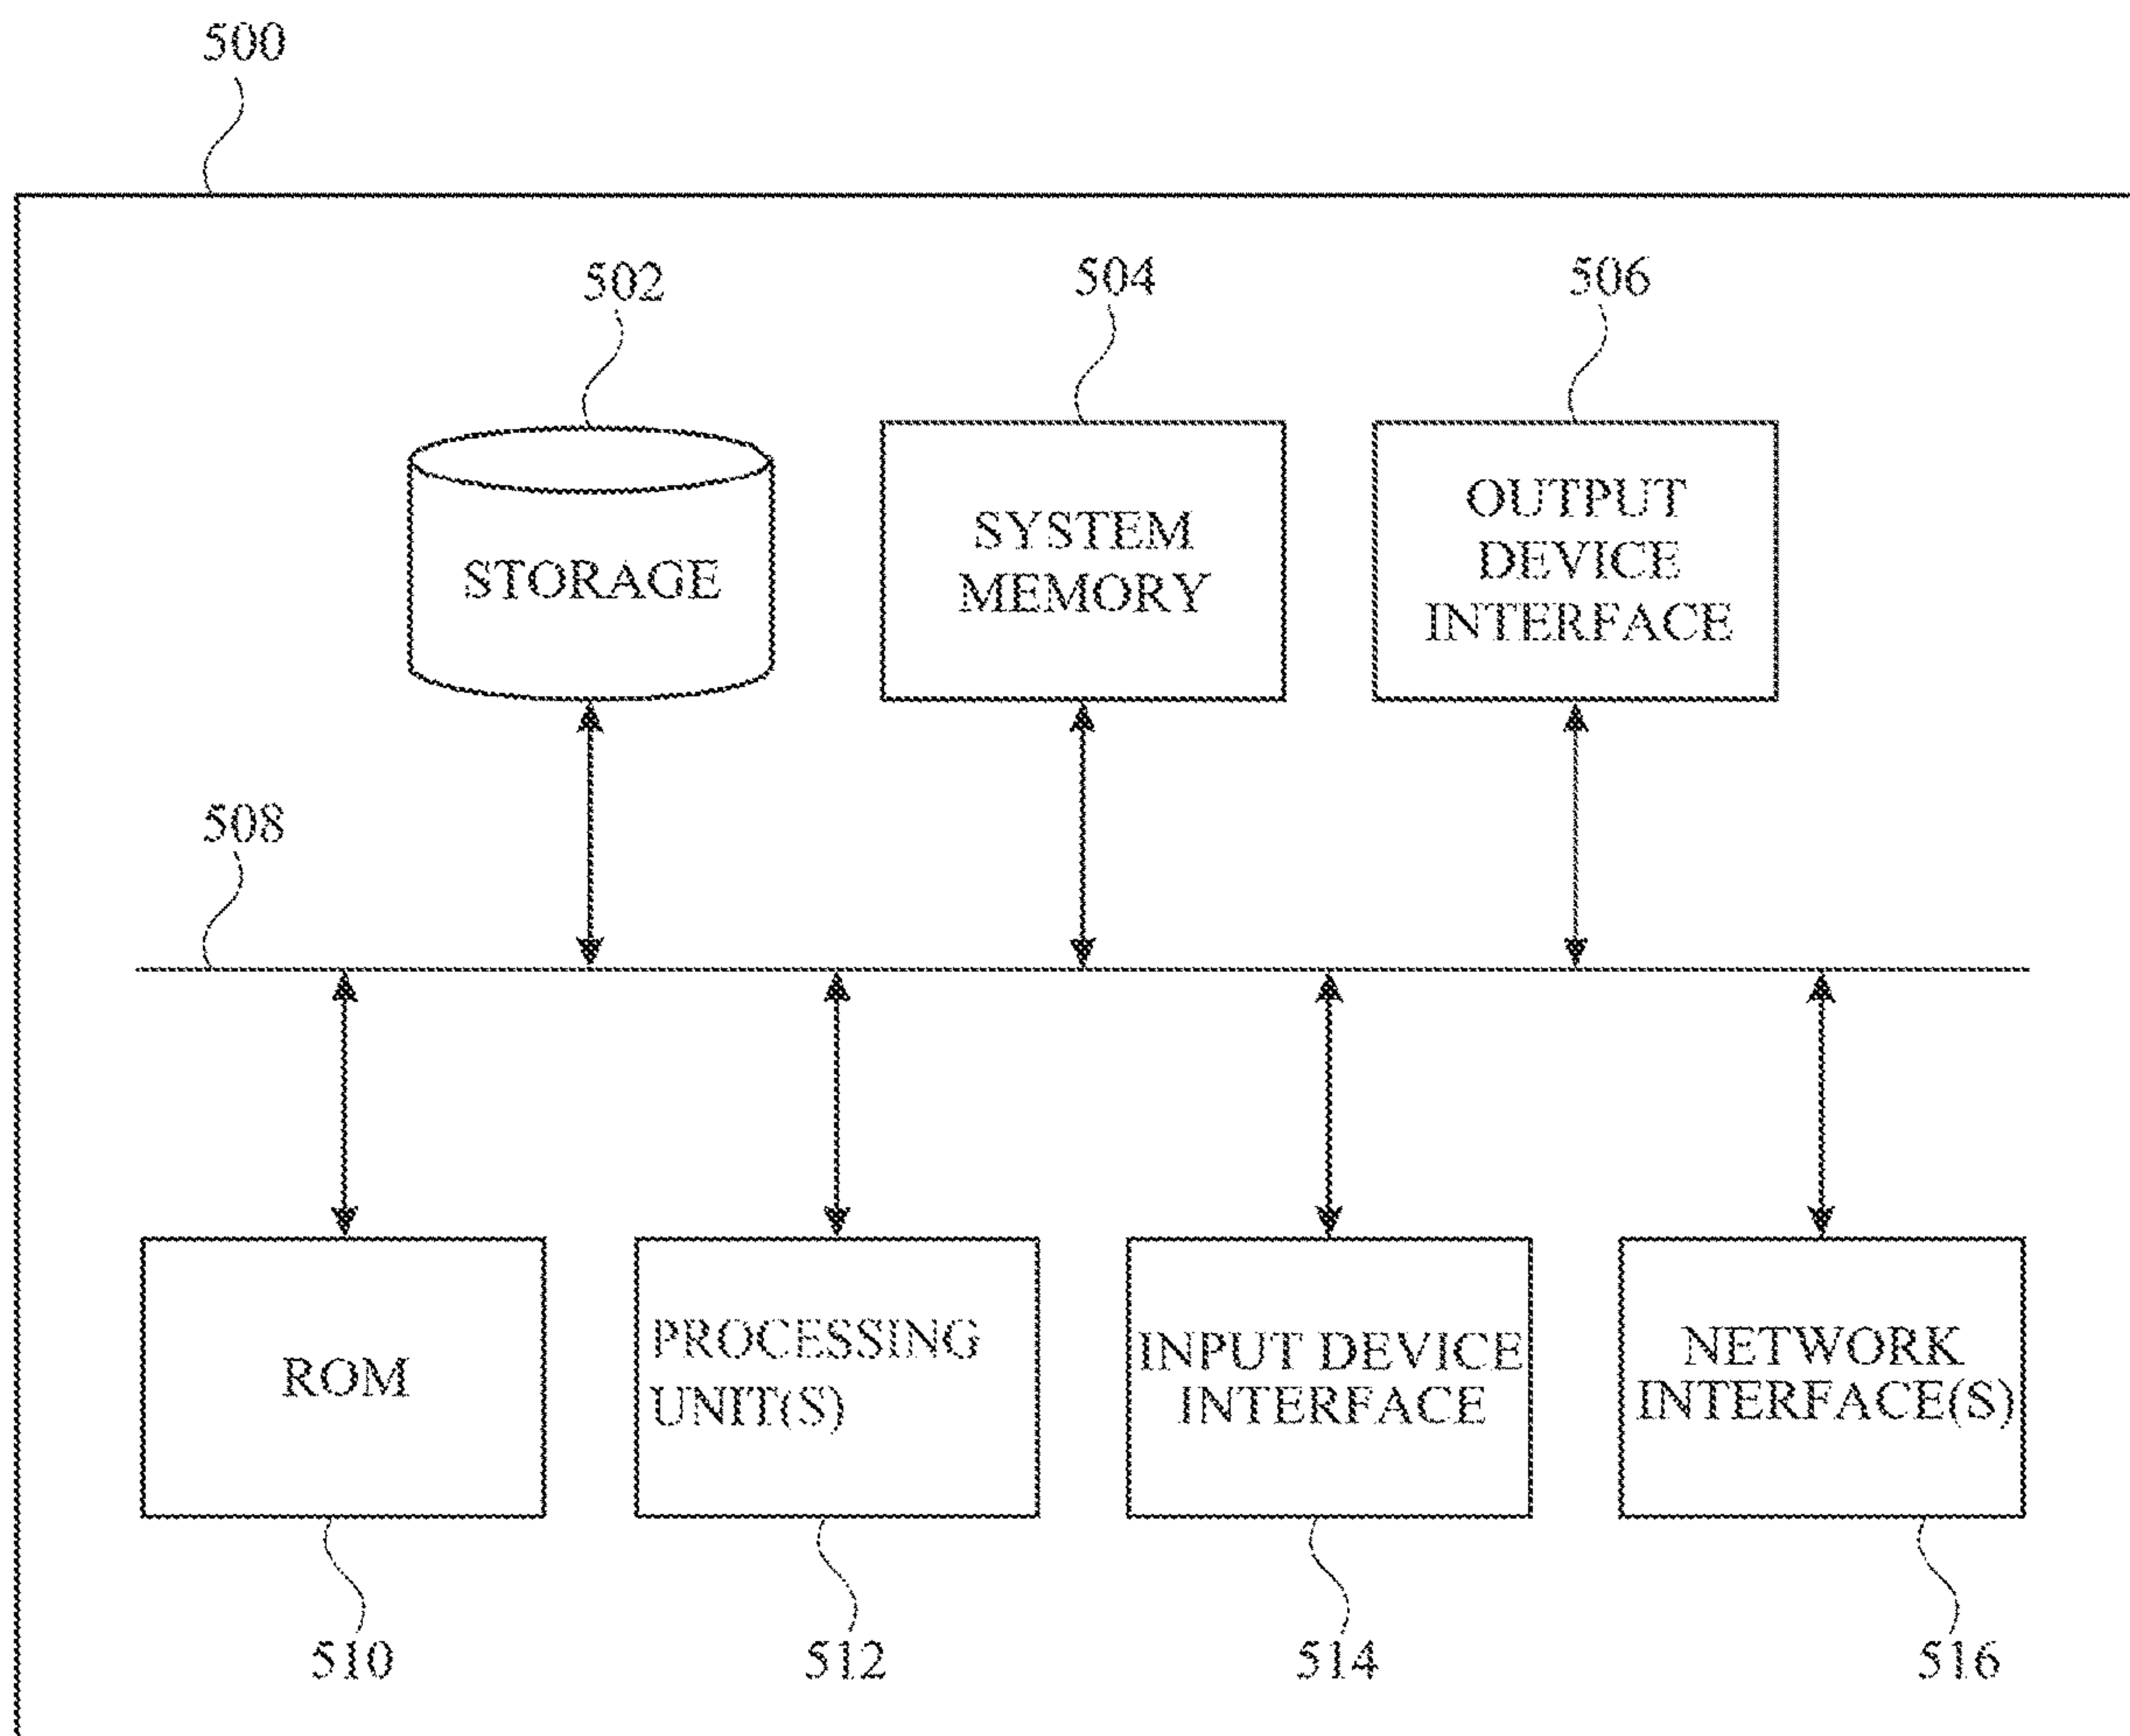 500
502
504
506
STORAGE
SYSTEM
MEMORY
OUTPUT
DEVICE
INTERFACE
508
ROM
PROCESSING
UNIT(S)
INPUT DEVICE
INTERFACE
NETWORK
INTERFACE(S)
510
512
514
516